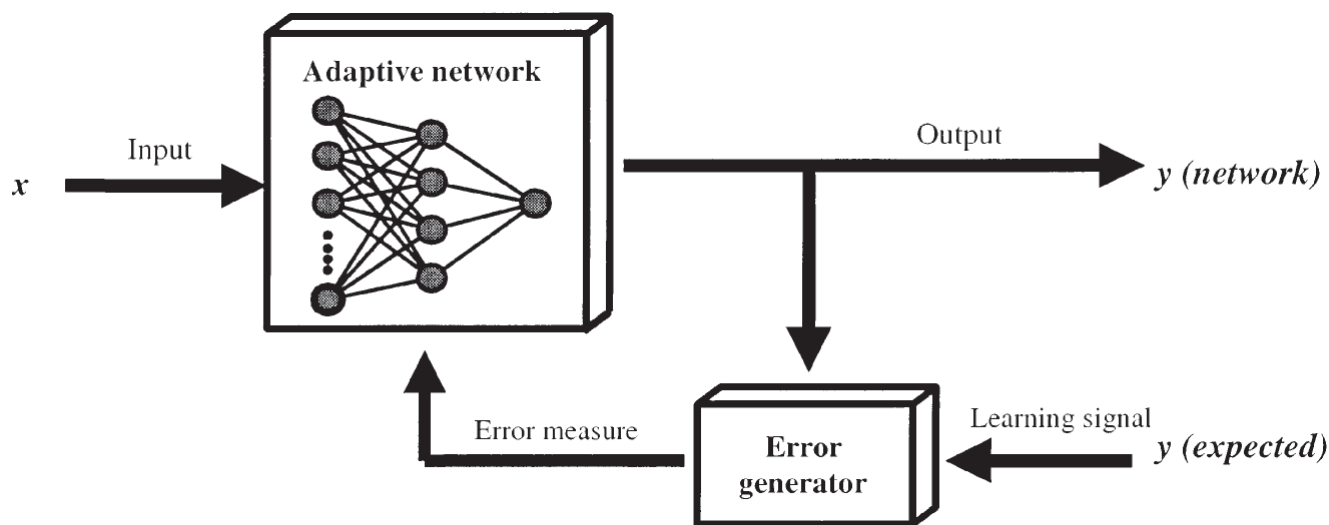 Adaptive network
Input
Output
x
y (network)
Error measure
Error
generator
Learning signal
y (expected)